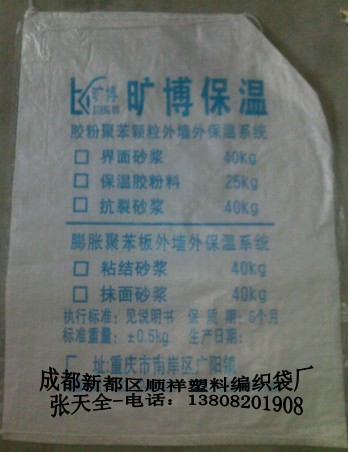 旷博 旷博保温
胶粉聚苯颗粒外墙外保温系统
□ 界面砂浆 40kg
□ 保温胶粉料 25kg
□ 抗裂砂浆 40kg
膨胀聚苯板外墙外保温系统
□ 粘结砂浆 40kg
□ 抹面砂浆 40kg
执行标准：见说明书 保质期：6个月
标准重量：±0.5kg 生产日期：
厂 址:重庆市南岸区广阳镇
成都新都区顺祥塑料编织袋厂
张天全-电话：13808201908